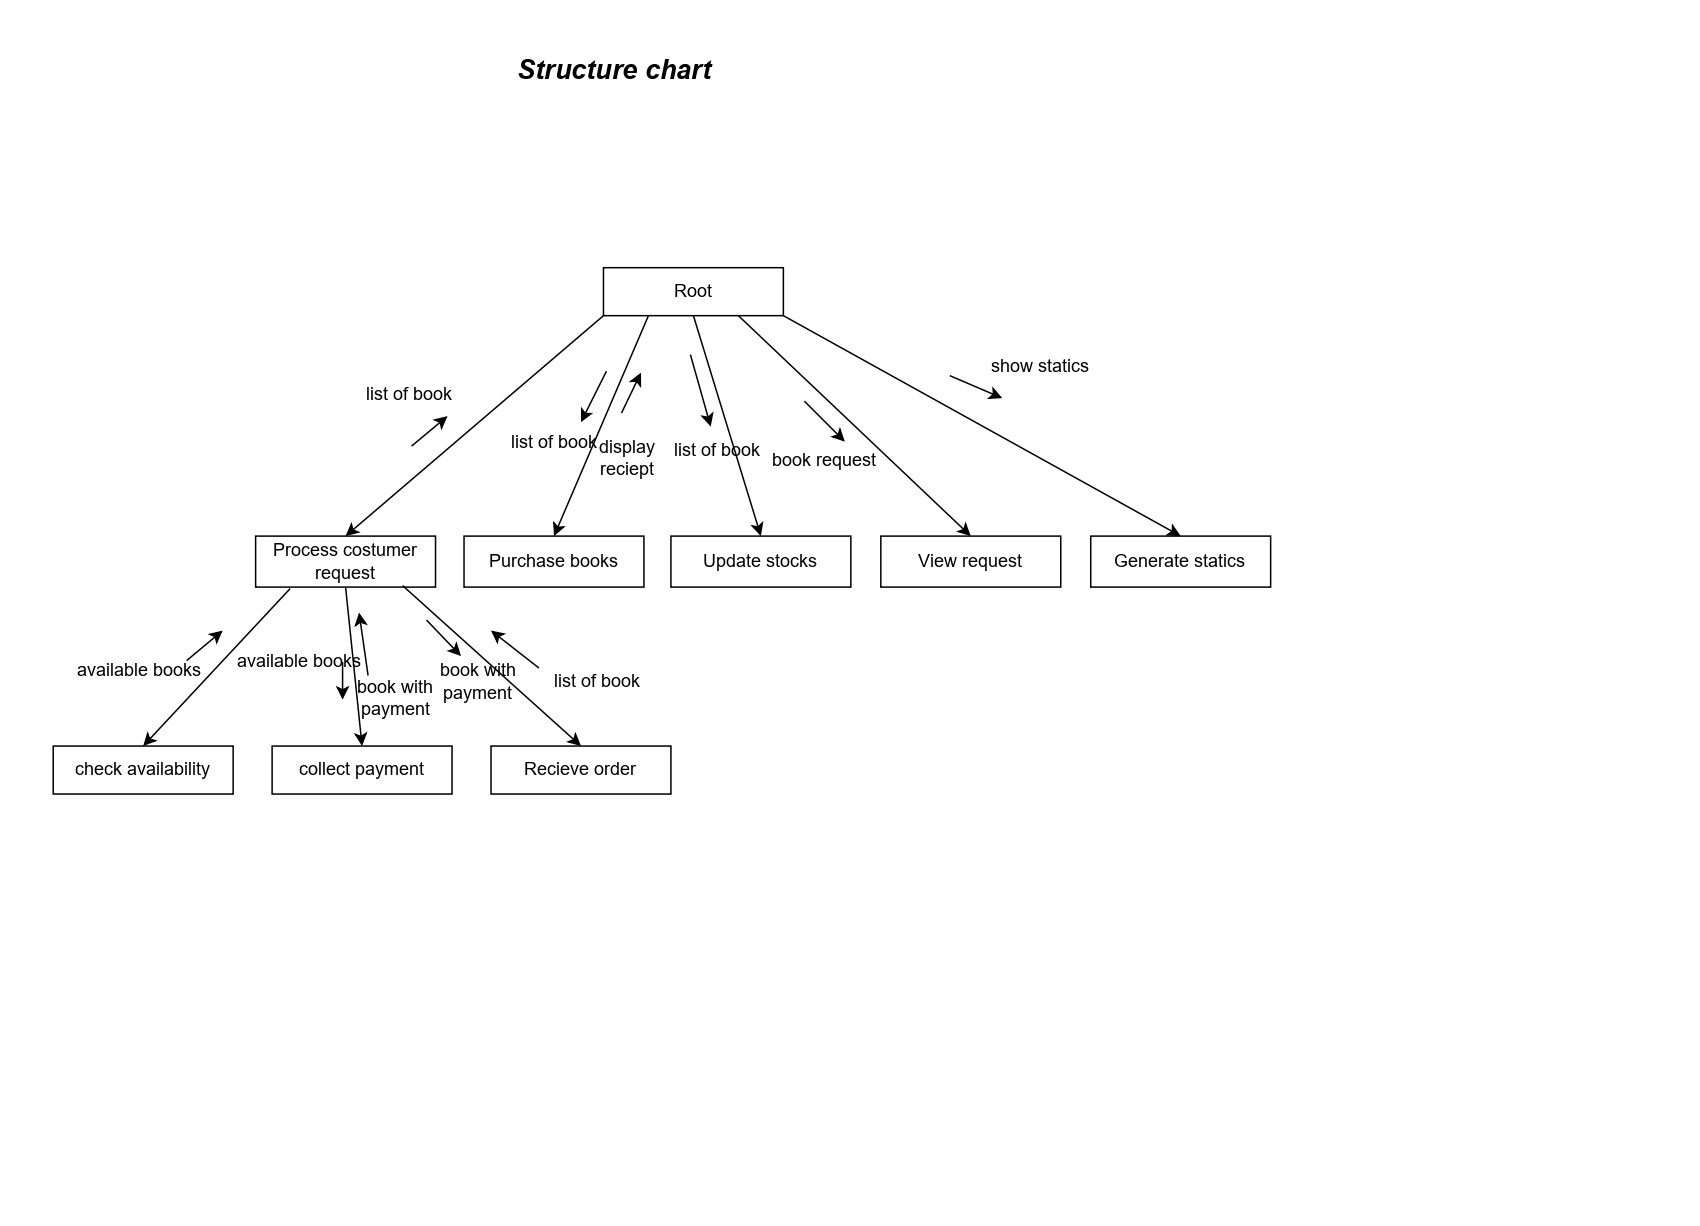 Structure chart
Root
show statics
list of book
list of book
display
reciept
list of book
book request
Process costumer
request
Purchase books
Update stocks
View request
Generate statics
available books
available books
book with
payment
book with
payment
list of book
check availability
collect payment
Recieve order